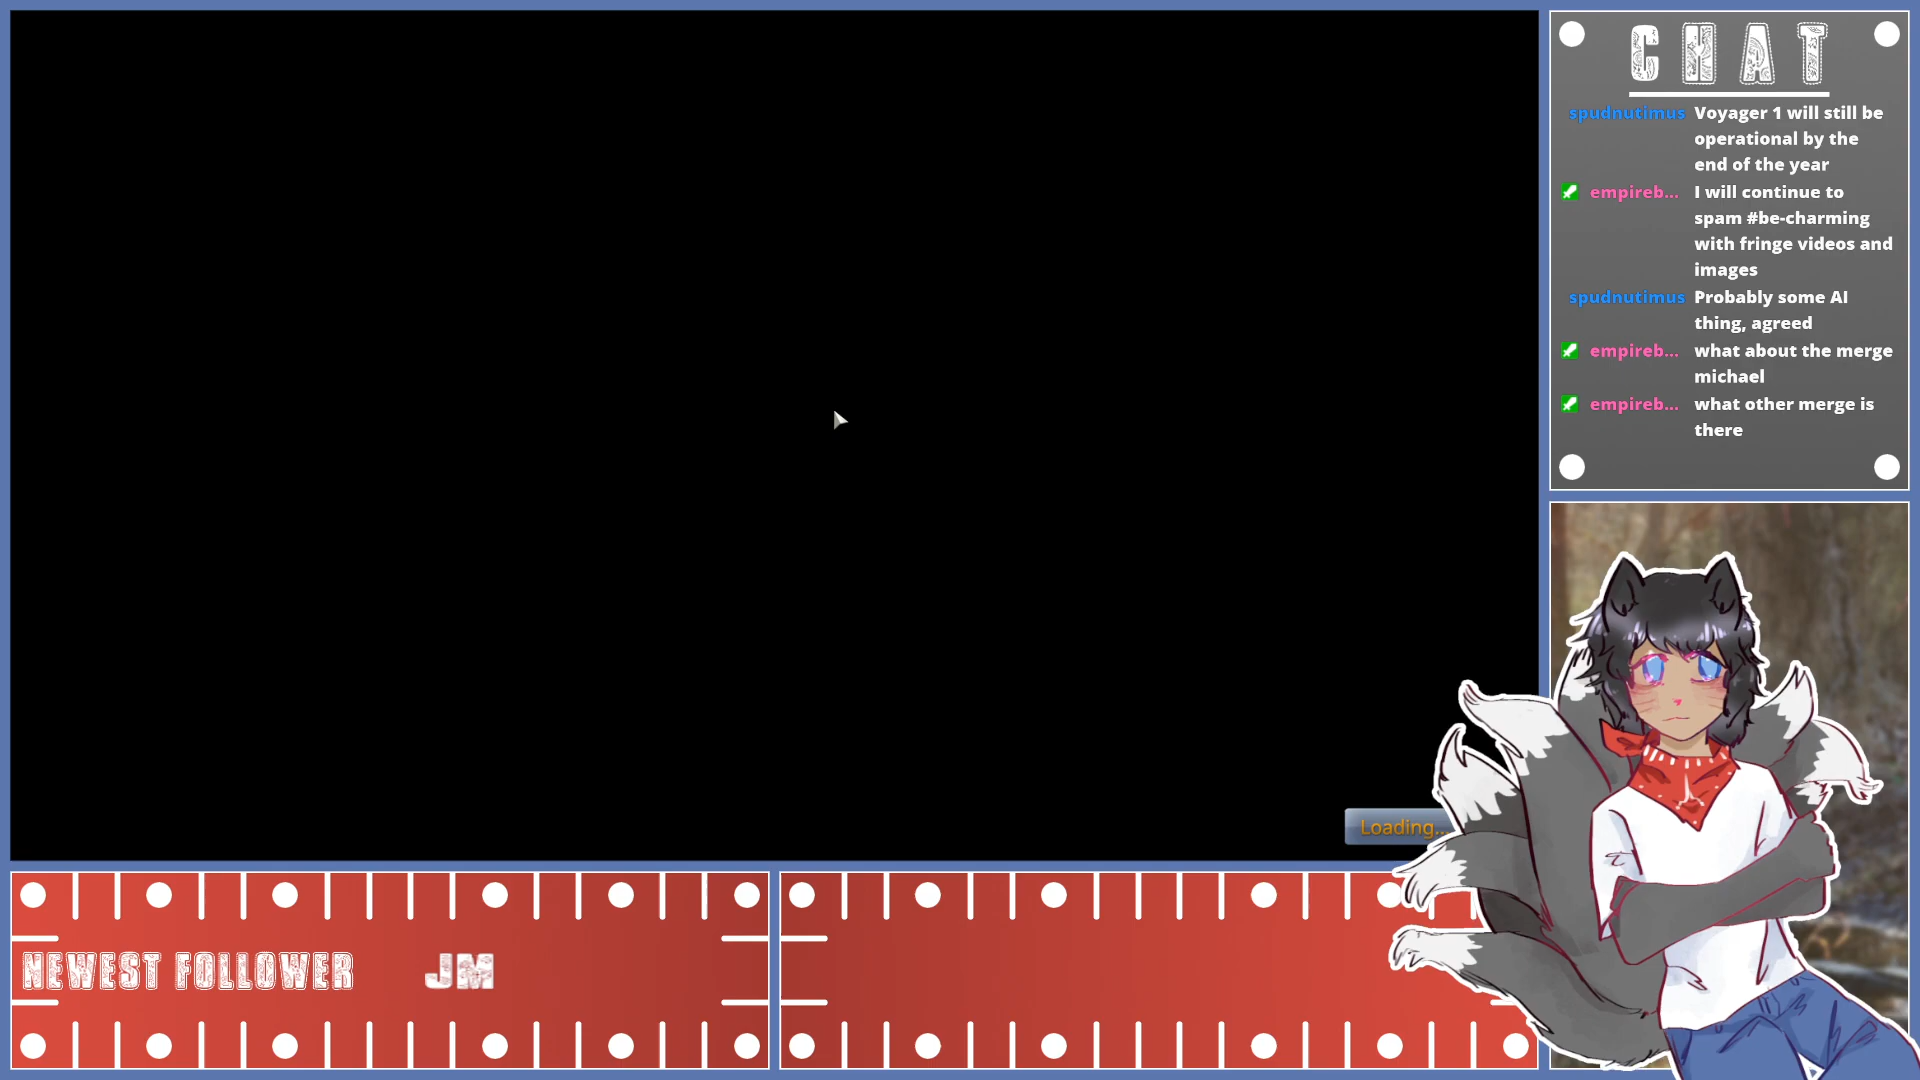 CHAT
spudnutimus Voyager 1 will still be
operational by the
end of the year
empireb... I will continue to
spam #be-charming
with fringe videos and
images
spudnutimus Probably some AI
thing, agreed
empireb... what about the merge
michael
empireb... what other merge is
there
Loading...
NEWEST FOLLOWER JM